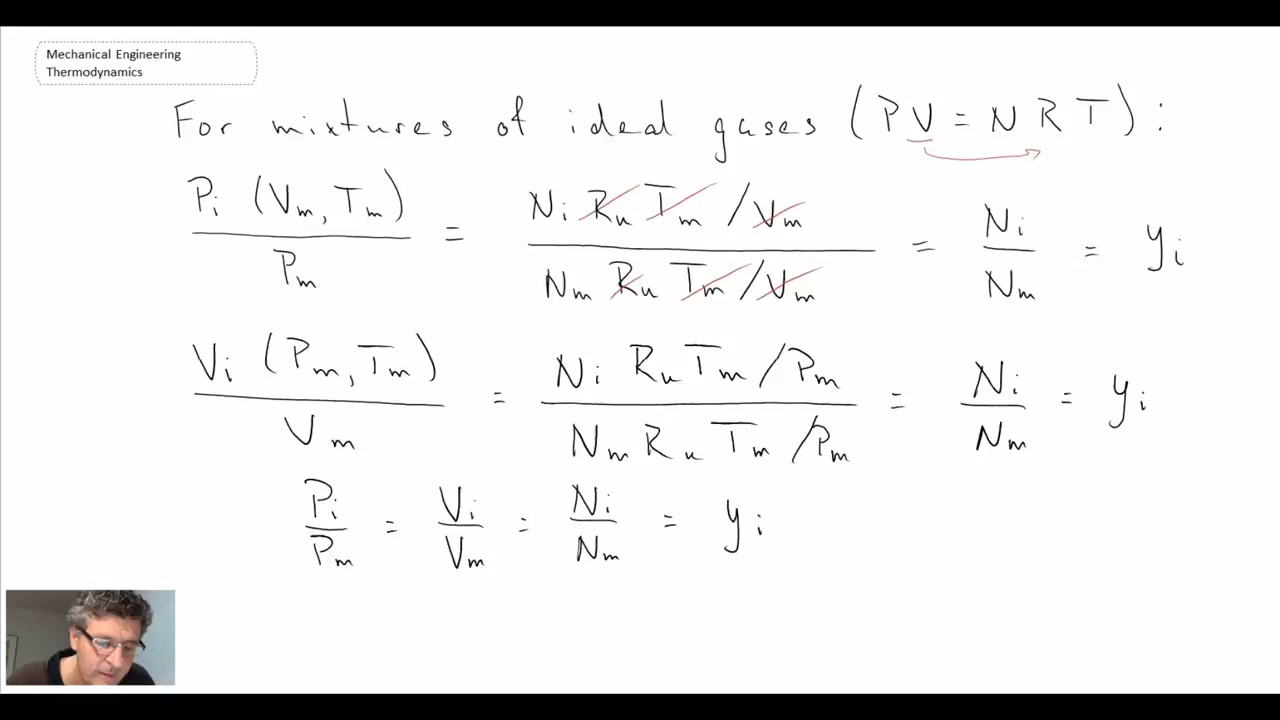 Mechanical Engineering
Thermodynamics
For mixtures of ideal gases (PV = NRT):
Pi (Vm, Tm) / Pm = Ni Ru Tm /Vm / Nm Ru Tm /Vm = Ni / Nm = yi
Vi (Pm, Tm) / Vm = Ni Ru Tm /Pm / Nm Ru Tm /Pm = Ni / Nm = yi
Pi / Pm = Vi / Vm = Ni / Nm = yi